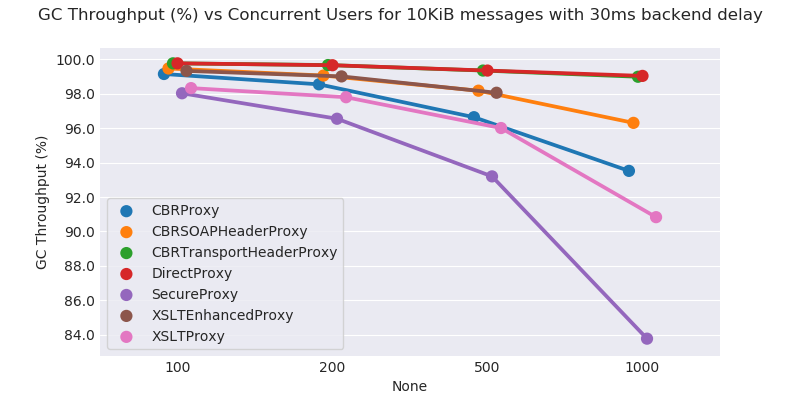 GC Throughput (%) vs Concurrent Users for 10KiB messages with 30ms backend delay
100.0
98.0
96.0
94.0
92.0
90.0
88.0
86.0
84.0
GC Throughput (%)
CBRProxy
CBRSOAPHeaderProxy
CBRTransportHeaderProxy
DirectProxy
SecureProxy
XSLTEnhancedProxy
XSLTProxy
100 200 500 1000
None